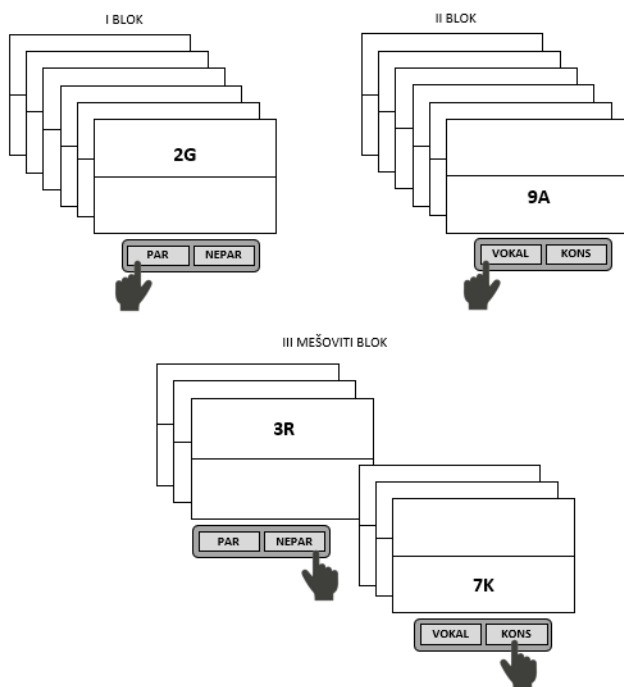 I BLOK
2G
PAR NEPAR
II BLOK
9A
VOKAL KONS
III MEŠOVITI BLOK
3R
PAR NEPAR
7K
VOKAL KONS